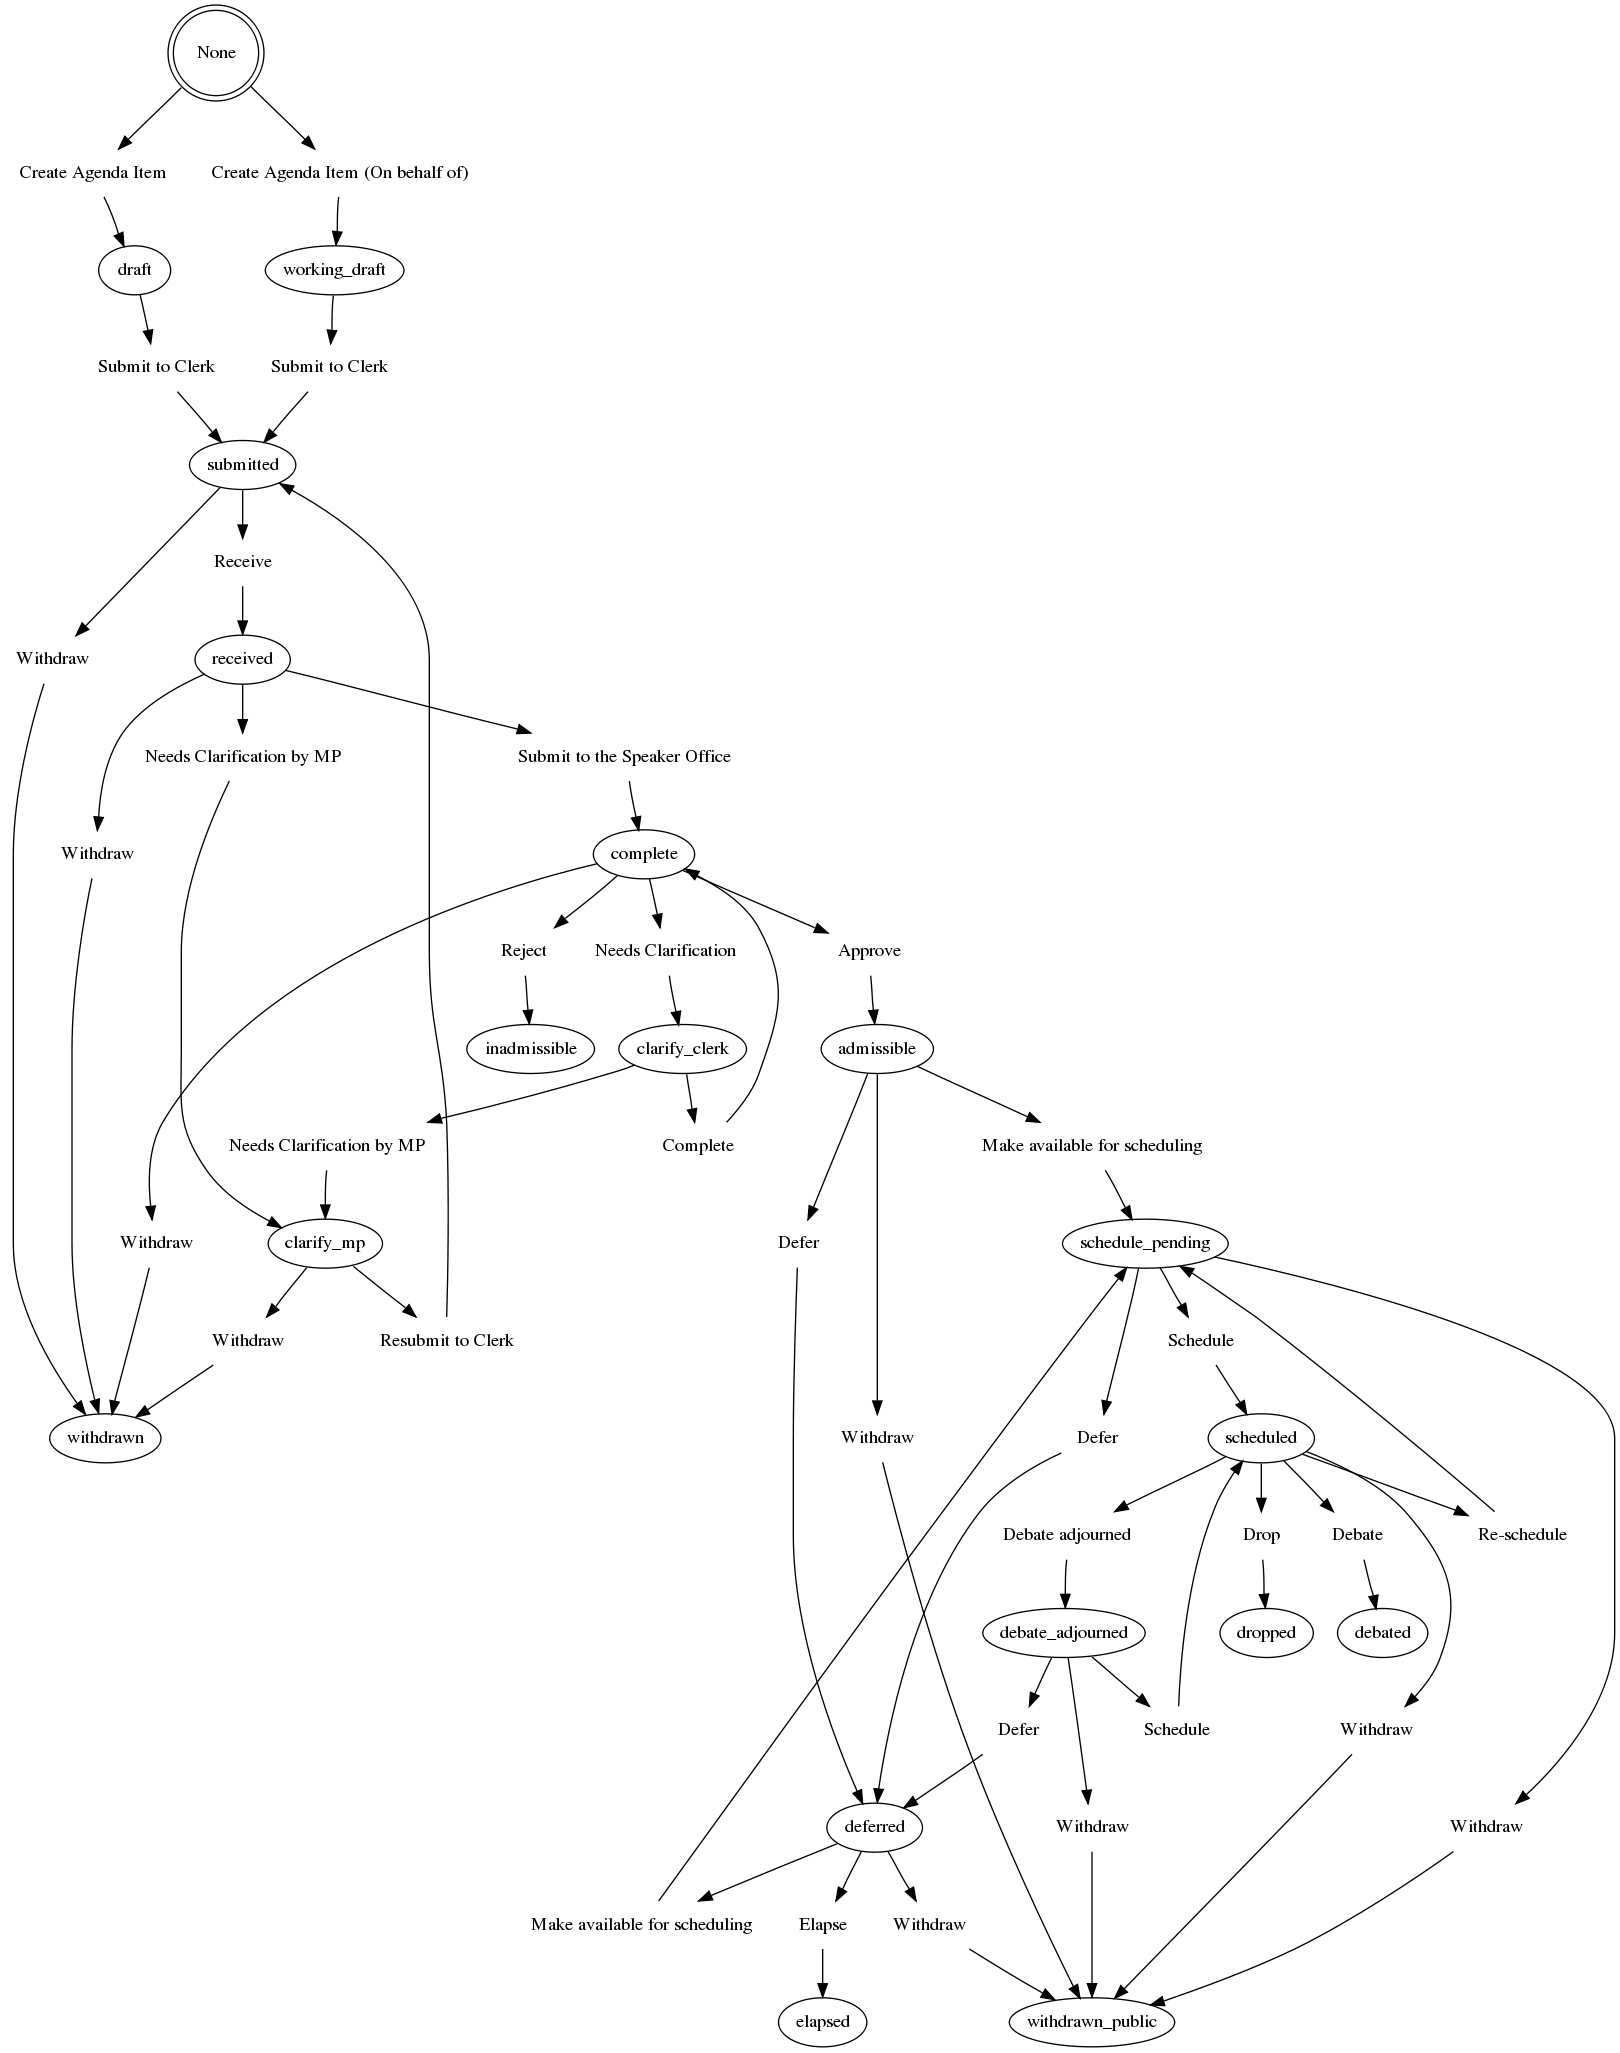 None
Create Agenda Item
Create Agenda Item (On behalf of)
draft
working_draft
Submit to Clerk
Submit to Clerk
submitted
Receive
Withdraw
received
Needs Clarification by MP
Submit to the Speaker Office
Withdraw
complete
Reject
Needs Clarification
Approve
inadmissible
clarify_clerk
admissible
Needs Clarification by MP
Complete
Make available for scheduling
Withdraw
clarify_mp
Defer
schedule_pending
Withdraw
Resubmit to Clerk
Schedule
withdrawn
Withdraw
Defer
scheduled
Debate adjourned
Drop
Debate
Re-schedule
debate_adjourned
dropped
debated
Defer
Schedule
Withdraw
deferred
Withdraw
Withdraw
Make available for scheduling
Elapse
Withdraw
elapsed
withdrawn_public